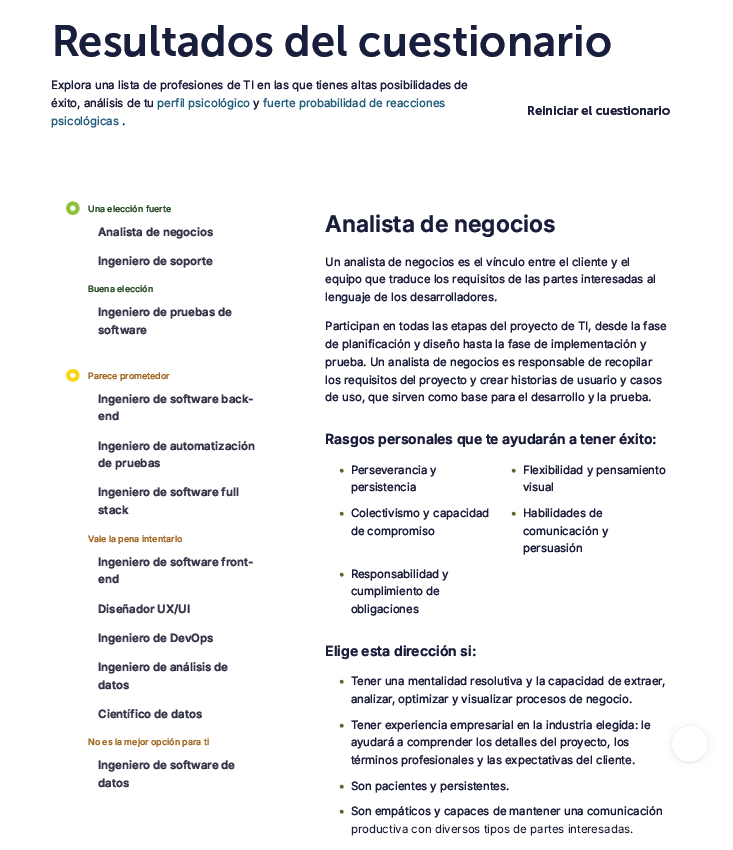 Resultados del cuestionario
Explora una lista de profesiones de TI en las que tienes altas posibilidades de
éxito, análisis de tu perfil psicológico y fuerte probabilidad de reacciones
psicológicas .
Reiniciar el cuestionario
Una elección fuerte
Analista de negocios
Ingeniero de soporte
Buena elección
Ingeniero de pruebas de
software
Parece prometedor
Ingeniero de software back-
end
Ingeniero de automatización
de pruebas
Ingeniero de software full
stack
Vale la pena intentarlo
Ingeniero de software front-
end
Diseñador UX/UI
Ingeniero de DevOps
Ingeniero de análisis de
datos
Científico de datos
No es la mejor opción para ti
Ingeniero de software de
datos
Analista de negocios
Un analista de negocios es el vínculo entre el cliente y el
equipo que traduce los requisitos de las partes interesadas al
lenguaje de los desarrolladores.
Participan en todas las etapas del proyecto de TI, desde la fase
de planificación y diseño hasta la fase de implementación y
prueba. Un analista de negocios es responsable de recopilar
los requisitos del proyecto y crear historias de usuario y casos
de uso, que sirven como base para el desarrollo y la prueba.
Rasgos personales que te ayudarán a tener éxito:
• Perseverancia y
persistencia
• Flexibilidad y pensamiento
visual
• Colectivismo y capacidad
de compromiso
• Habilidades de
comunicación y
persuasión
• Responsabilidad y
cumplimiento de
obligaciones
Elige esta dirección si:
• Tener una mentalidad resolutiva y la capacidad de extraer,
analizar, optimizar y visualizar procesos de negocio.
• Tener experiencia empresarial en la industria elegida: le
ayudará a comprender los detalles del proyecto, los
términos profesionales y las expectativas del cliente.
• Son pacientes y persistentes.
• Son empáticos y capaces de mantener una comunicación
productiva con diversos tipos de partes interesadas.